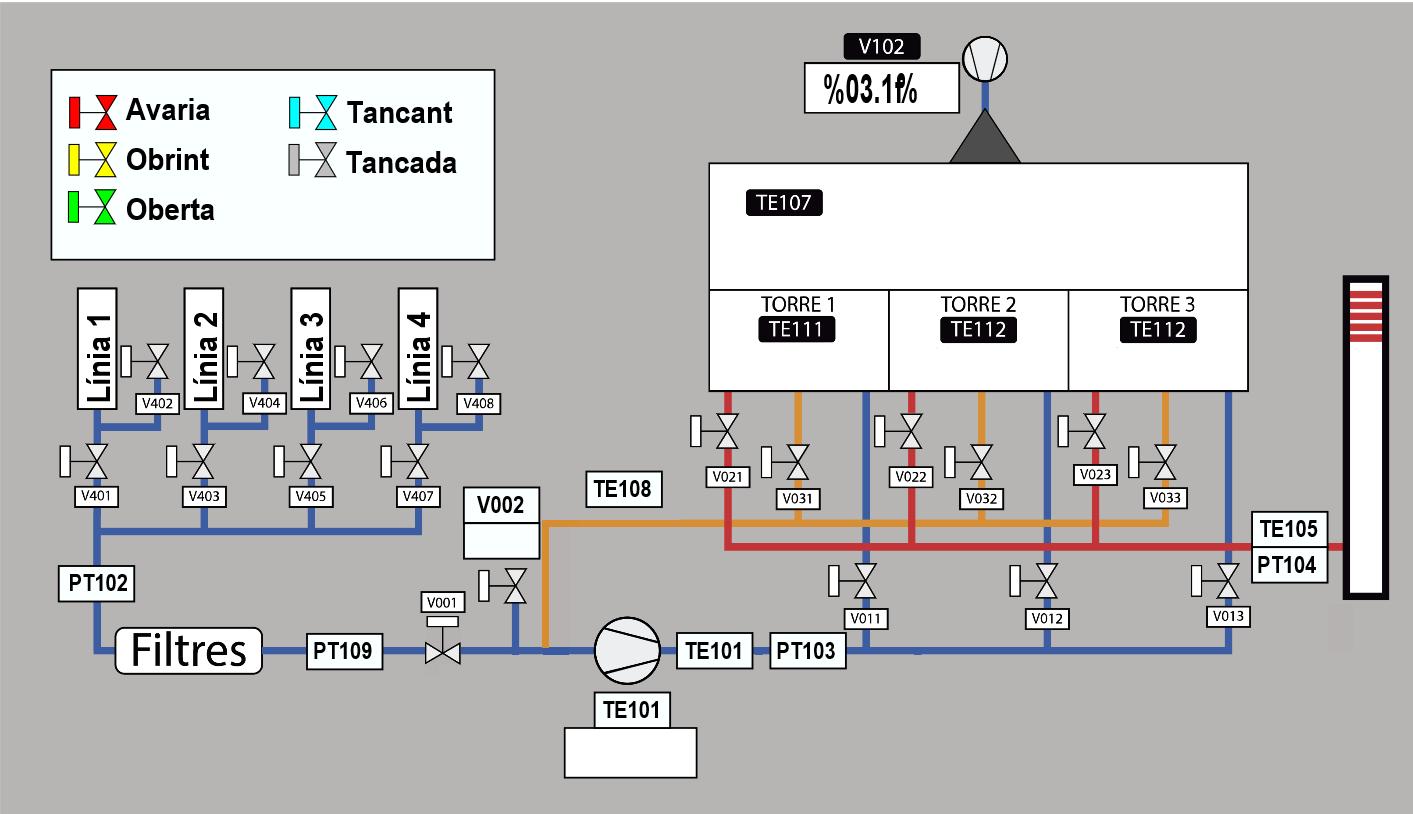 V102
%03.1f%
Avaria
Tancant
Obrint
Tancada
Oberta
TE107
TORRE 1
TORRE 2
TORRE 3
TE111
TE112
TE112
Línia 1
Línia 2
Línia 3
Línia 4
V402
V404
V406
V408
V401
V403
V405
V407
V021
V031
V022
V032
V023
V033
TE108
V002
TE105
PT104
PT102
V001
V011
V012
V013
Filtres
PT109
TE101
PT103
TE101